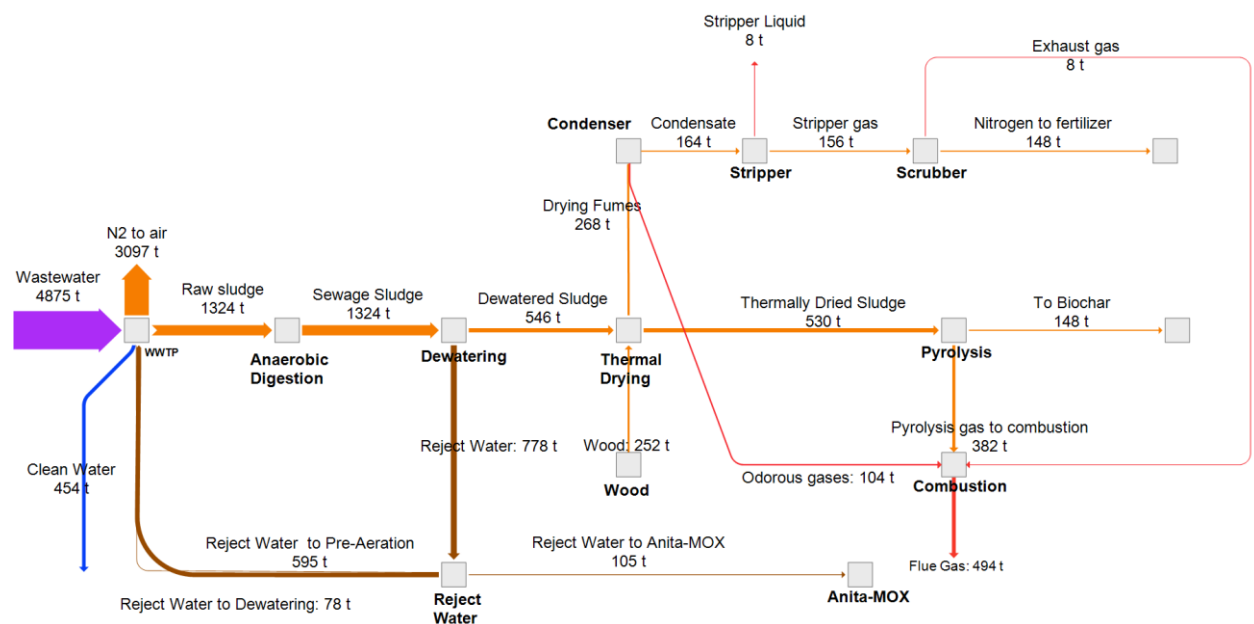 Stripper Liquid
8 t
Exhaust gas
8 t
Condenser
Condensate
164 t
Stripper gas
156 t
Nitrogen to fertilizer
148 t
Stripper
Scrubber
Drying Fumes
268 t
N2 to air
3097 t
Wastewater
4875 t
Raw sludge
1324 t
Sewage Sludge
1324 t
Dewatered Sludge
546 t
Thermally Dried Sludge
530 t
To Biochar
148 t
WWTP
Anaerobic
Digestion
Dewatering
Thermal
Drying
Pyrolysis
Reject Water: 778 t
Wood: 252 t
Pyrolysis gas to combustion
382 t
Clean Water
454 t
Wood
Odorous gases: 104 t
Combustion
Reject Water to Pre-Aeration
595 t
Reject Water to Anita-MOX
105 t
Flue Gas: 494 t
Reject Water to Dewatering: 78 t
Reject
Water
Anita-MOX